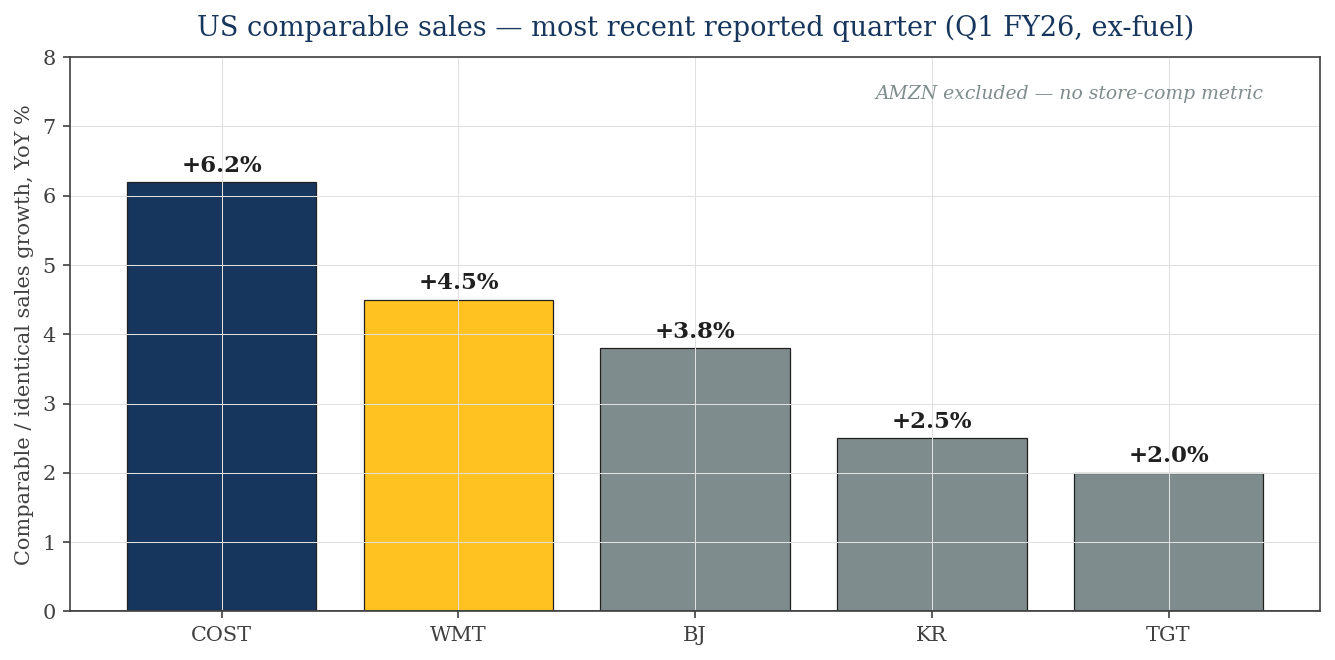 US comparable sales — most recent reported quarter (Q1 FY26, ex-fuel)
Comparable / identical sales growth, YoY %
8
7
6
5
4
3
2
1
0
AMZN excluded — no store-comp metric
+6.2%
+4.5%
+3.8%
+2.5%
+2.0%
COST
WMT
BJ
KR
TGT